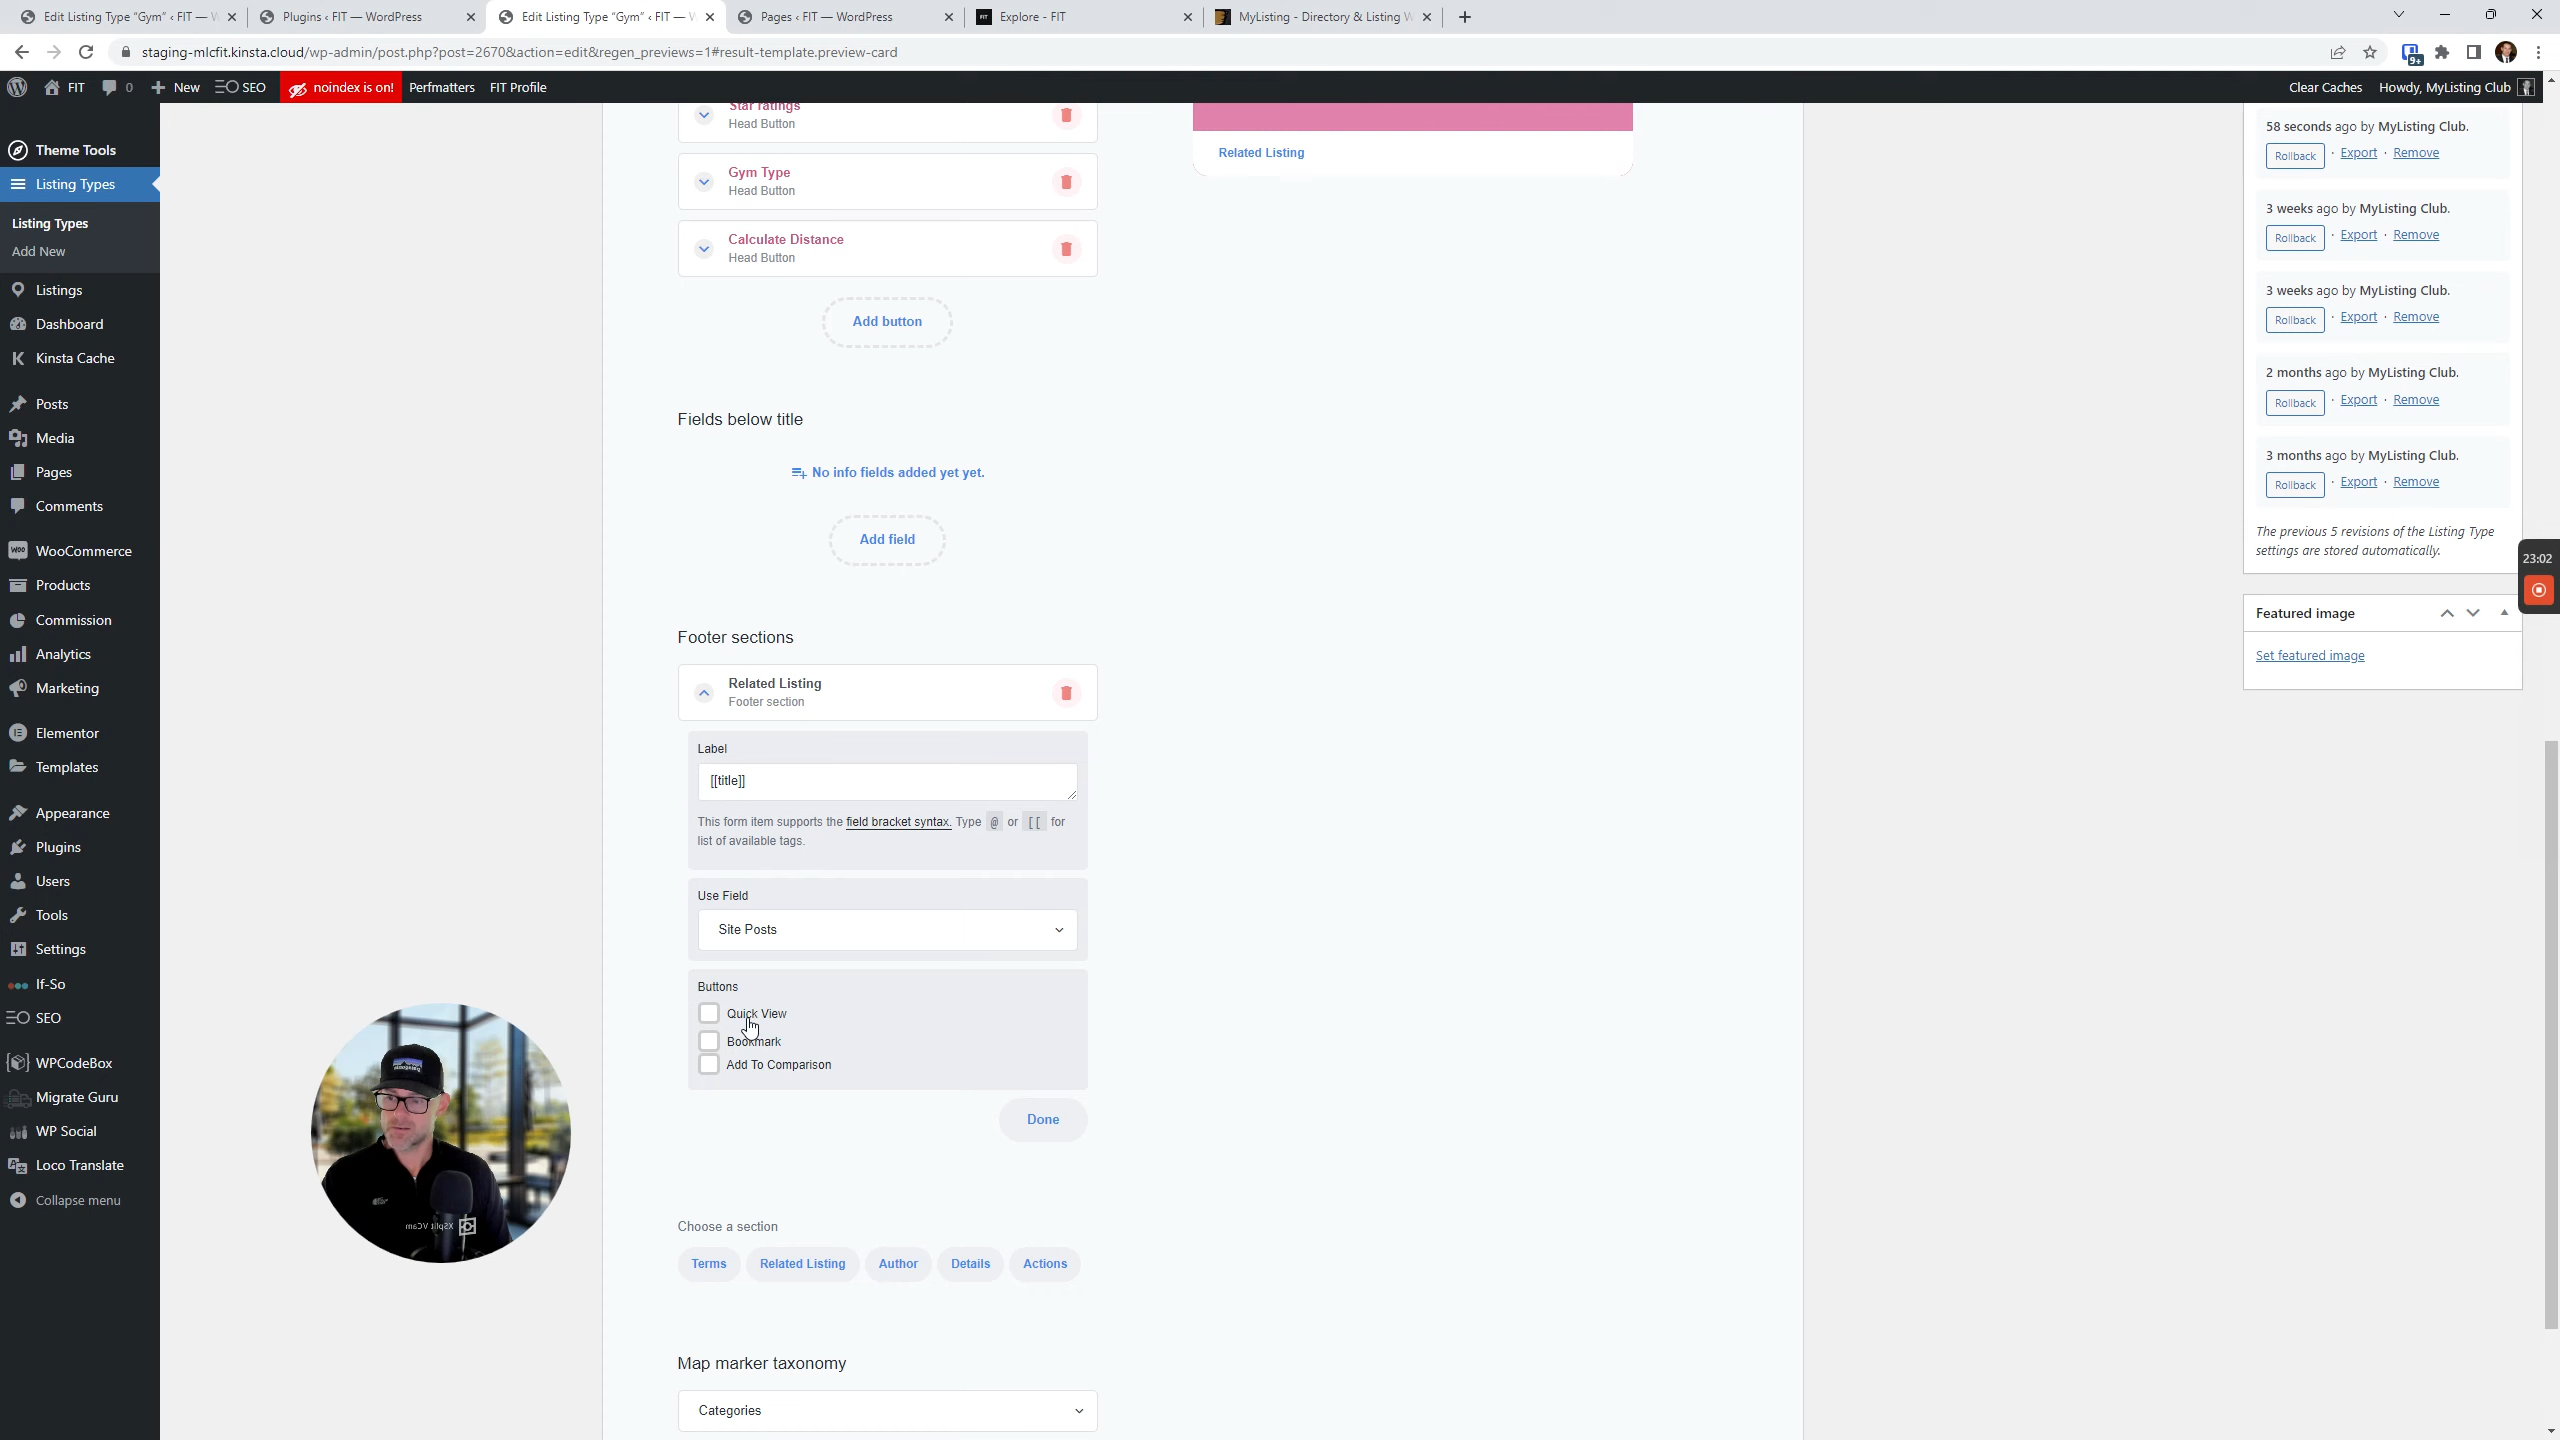 Edit Listing Type "Gym" ‹ FIT — W
Plugins ‹ FIT — WordPress
Edit Listing Type "Gym" ‹ FIT — W
Pages ‹ FIT — WordPress
Explore - FIT
MyListing - Directory & Listing W
staging-mlcfit.kinsta.cloud/wp-admin/post.php?post=2670&action=edit&regen_previews=1#result-template.preview-card
9+
FIT
0
New
SEO
noindex is on!
Perfmatters
FIT Profile
Clear Caches
Howdy, MyListing Club
Theme Tools
Listing Types
Listing Types
Add New
Listings
Dashboard
Kinsta Cache
Posts
Media
Pages
Comments
WooCommerce
Products
Commission
Analytics
Marketing
Elementor
Templates
Appearance
Plugins
Users
Tools
Settings
If-So
SEO
WPCodeBox
Migrate Guru
WP Social
Loco Translate
Collapse menu
Star ratings
Head Button
Gym Type
Head Button
Calculate Distance
Head Button
Add button
Fields below title
No info fields added yet yet.
Add field
Footer sections
Related Listing
Footer section
Label
[[title]]
This form item supports the field bracket syntax. Type @ or [[ for
list of available tags.
Use Field
Site Posts
Buttons
Quick View
Bookmark
Add To Comparison
Done
Choose a section
Terms
Related Listing
Author
Details
Actions
Map marker taxonomy
Categories
Related Listing
58 seconds ago by MyListing Club.
Rollback · Export · Remove
3 weeks ago by MyListing Club.
Rollback · Export · Remove
3 weeks ago by MyListing Club.
Rollback · Export · Remove
2 months ago by MyListing Club.
Rollback · Export · Remove
3 months ago by MyListing Club.
Rollback · Export · Remove
The previous 5 revisions of the Listing Type
settings are stored automatically.
Featured image
Set featured image
23:02
XSplit VCam